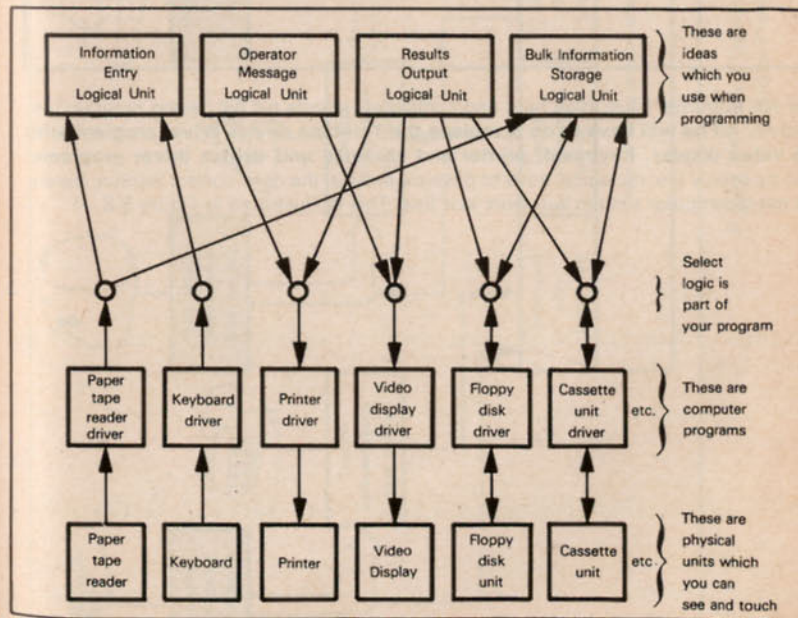 Information
Entry
Logical Unit
Operator
Message
Logical Unit
Results
Output
Logical Unit
Bulk Information
Storage
Logical Unit
These are
ideas
which you
use when
programming
Select
logic is
part of
your program
Paper
tape
reader
driver
Keyboard
driver
Printer
driver
Video
display
driver
Floppy
disk
driver
Cassette
unit
driver
etc.
These are
computer
programs
Paper
tape
reader
Keyboard
Printer
Video
Display
Floppy
disk
unit
Cassette
unit
etc.
These are
physical
units which
you can
see and touch